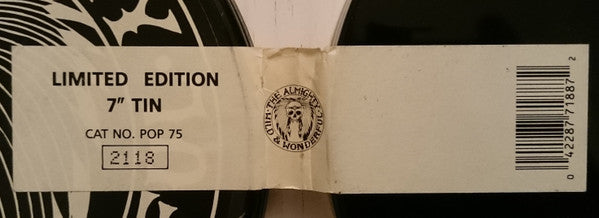 LIMITED EDITION
7" TIN
CAT NO. POP 75
2118
THE ALMIGHTY
WILD & WONDERFUL
0 42287 71887 2